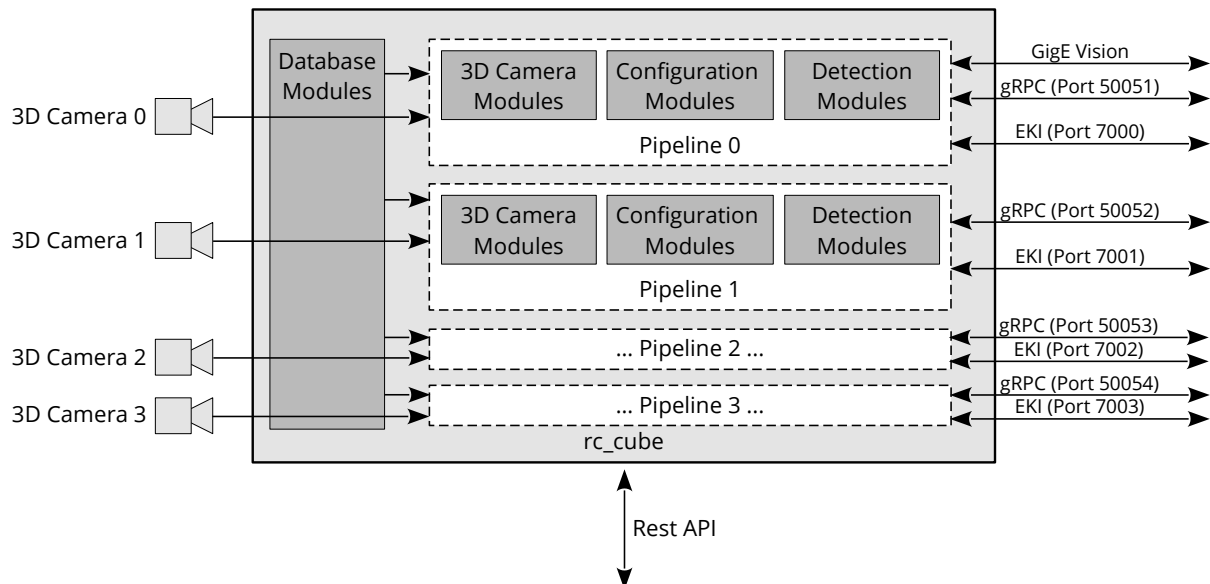 Database
Modules
3D Camera
Modules
Configuration
Modules
Detection
Modules
Pipeline 0
GigE Vision
gRPC (Port 50051)
EKI (Port 7000)
3D Camera 0
3D Camera
Modules
Configuration
Modules
Detection
Modules
Pipeline 1
gRPC (Port 50052)
EKI (Port 7001)
3D Camera 1
... Pipeline 2 ...
gRPC (Port 50053)
EKI (Port 7002)
3D Camera 2
... Pipeline 3 ...
gRPC (Port 50054)
EKI (Port 7003)
3D Camera 3
rc_cube
Rest API